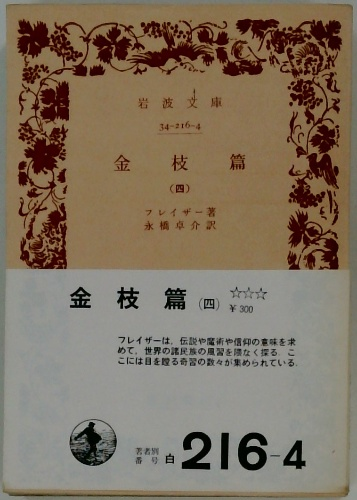 岩波文庫
34-216-4
金枝篇
(四)
フレイザー著
永橋卓介訳
金枝篇(四) ☆☆☆
¥300
フレイザーは,伝説や魔術や信仰の意味を求
めて,世界の諸民族の風習を隈なく探る.こ
こには目を瞠る奇習の数々が集められている.
著者別
番号 白 216-4